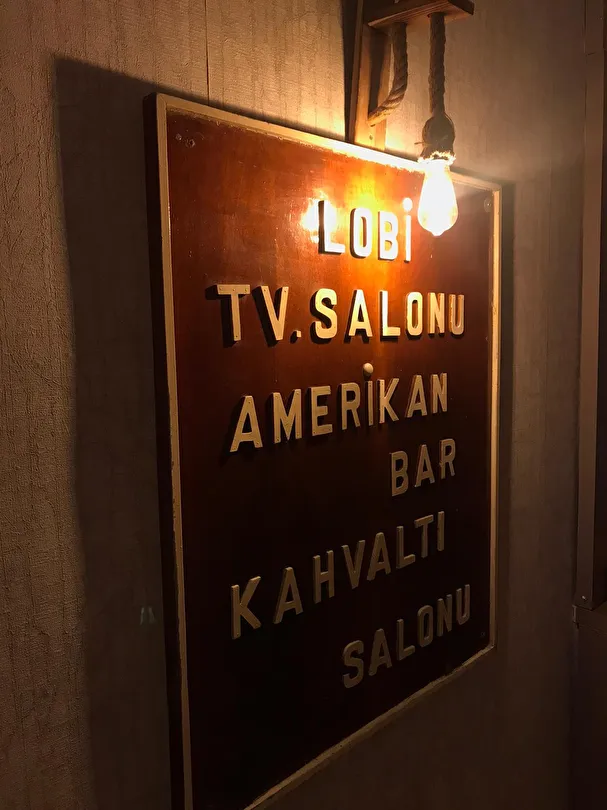 LOBİ
TV.SALONU
AMERİKAN
BAR
KAHVALTI
SALONU